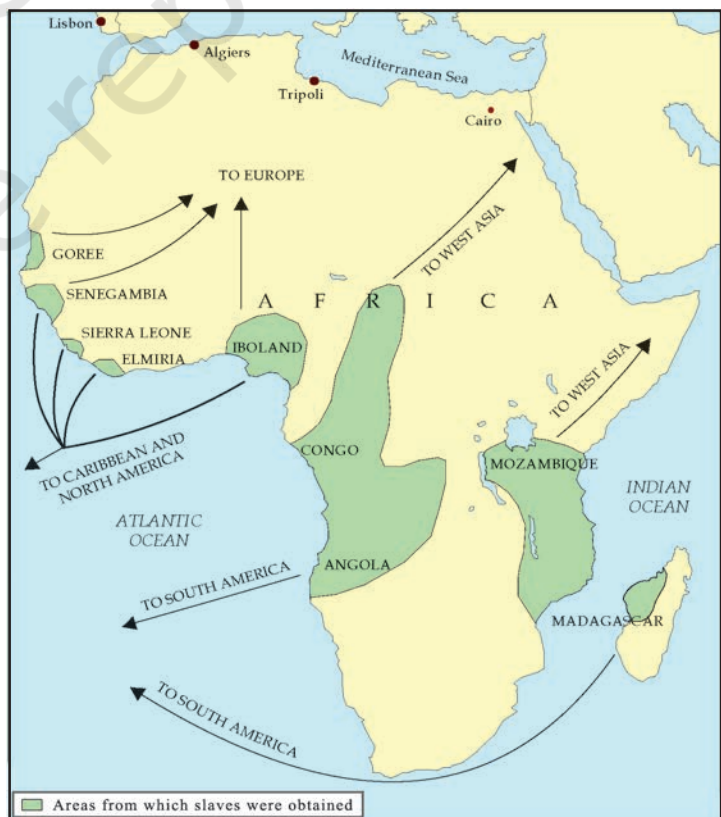 Lisbon
Algiers
Mediterranean Sea
Tripoli
Cairo
TO EUROPE
GOREE
TO WEST ASIA
SENEGAMBIA
A F R I C A
SIERRA LEONE
IBOLAND
ELMIRIA
TO WEST ASIA
CONGO
MOZAMBIQUE
TO CARIBBEAN AND
NORTH AMERICA
INDIAN
OCEAN
ATLANTIC
OCEAN
ANGOLA
TO SOUTH AMERICA
MADAGASCAR
TO SOUTH
AMERICA
Areas from which slaves were obtained